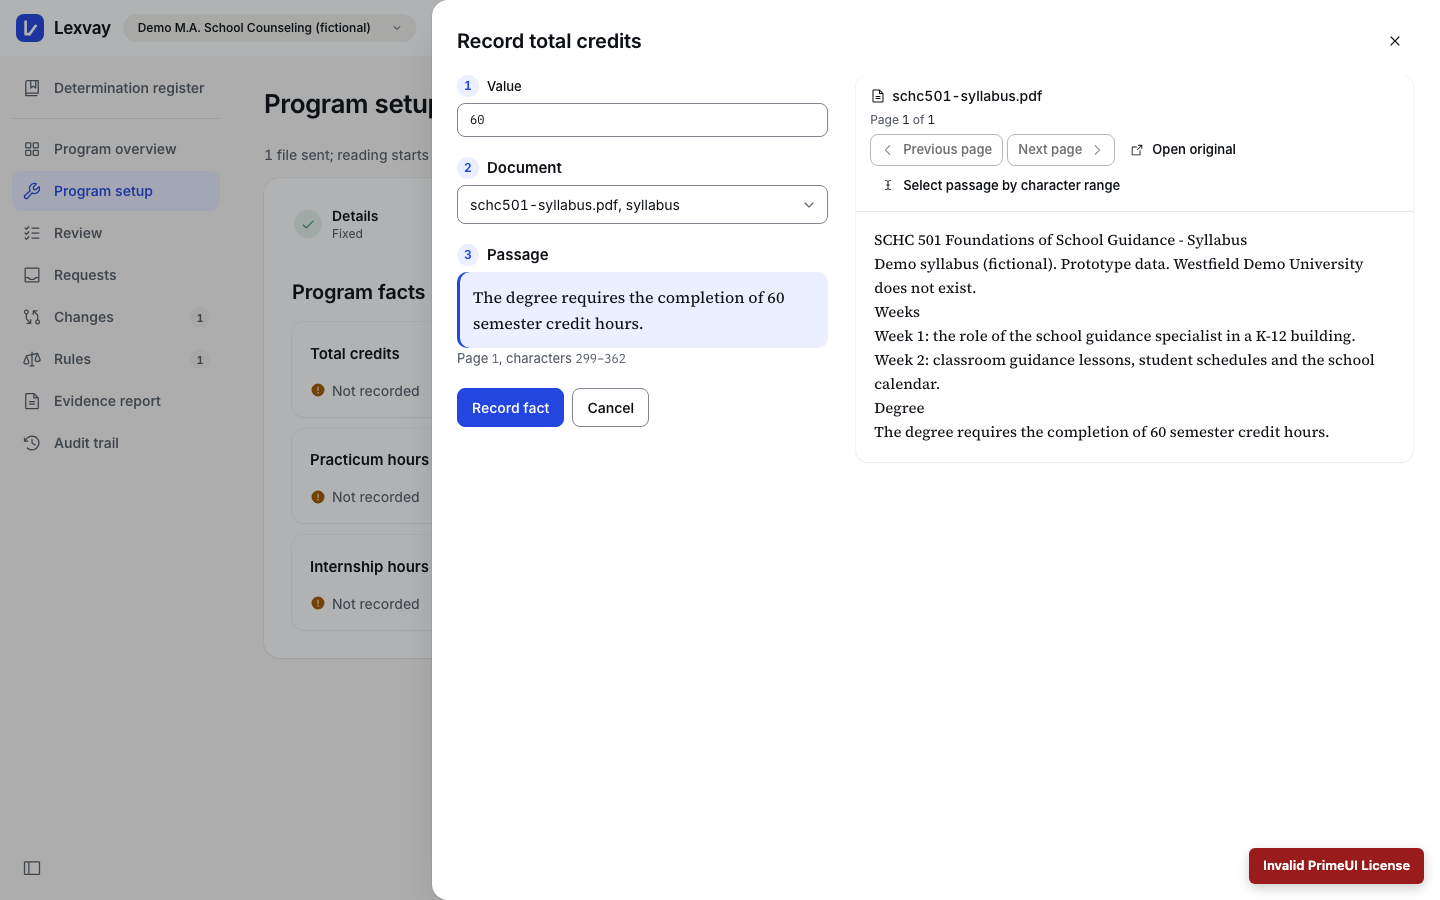 Lexvay
Demo M.A. School Counseling (fictional)
Determination register
Program overview
Program setup
Review
Requests
Changes 1
Rules 1
Evidence report
Audit trail
Program setup
1 file sent; reading starts
Details
Fixed
Program facts
Total credits
Not recorded
Practicum hours
Not recorded
Internship hours
Not recorded
Record total credits
1 Value
60
2 Document
schc501-syllabus.pdf, syllabus
3 Passage
The degree requires the completion of 60
semester credit hours.
Page 1, characters 299–362
Record fact
Cancel
schc501-syllabus.pdf
Page 1 of 1
Previous page
Next page
Open original
Select passage by character range
SCHC 501 Foundations of School Guidance - Syllabus
Demo syllabus (fictional). Prototype data. Westfield Demo University
does not exist.
Weeks
Week 1: the role of the school guidance specialist in a K-12 building.
Week 2: classroom guidance lessons, student schedules and the school
calendar.
Degree
The degree requires the completion of 60 semester credit hours.
Invalid PrimeUI License